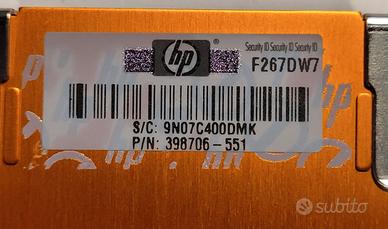 hp
Security ID Security ID Security ID
F267DW7
S/C: 9N07C400DMK
P/N: 398706-551
subito